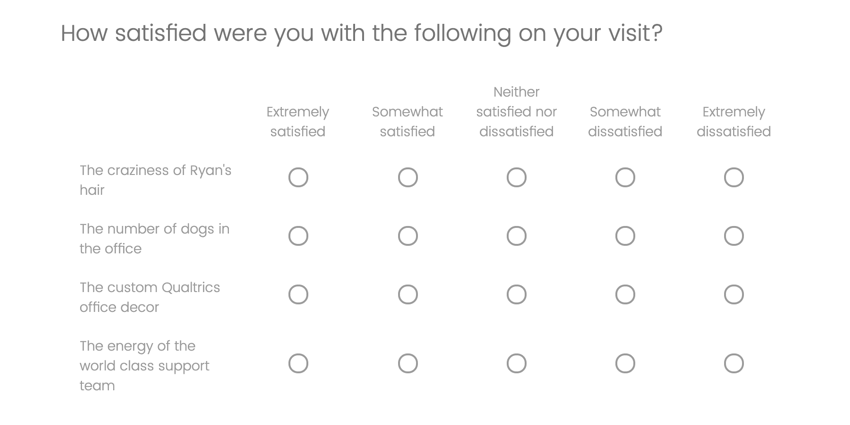 How satisfied were you with the following on your visit?
Neither
Extremely Somewhat satisfied nor Somewhat Extremely
satisfied satisfied dissatisfied dissatisfied dissatisfied
The craziness of Ryan's
hair
The number of dogs in
the office
The custom Qualtrics
office decor
The energy of the
world class support
team